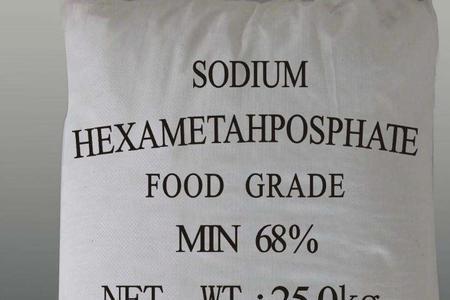 SODIUM
HEXAMETAHPOSPHATE
FOOD GRADE
MIN 68%
NET WT : 25.0kg